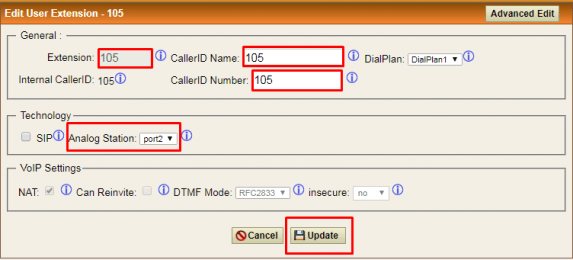 Edit User Extension - 105 Advanced Edit
General :
Extension: 105 CallerID Name: 105 DialPlan: DialPlan1
Internal CallerID: 105 CallerID Number: 105
Technology
SIP Analog Station: port2
VoIP Settings
NAT: Can Reinvite: DTMF Mode: RFC2833 insecure: no
Cancel Update